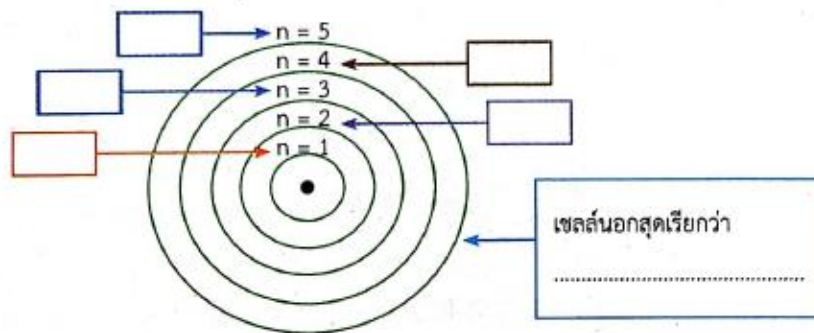 n = 5
n = 4
n = 3
n = 2
n = 1
เซลล์นอกสุดเรียกว่า
................................................